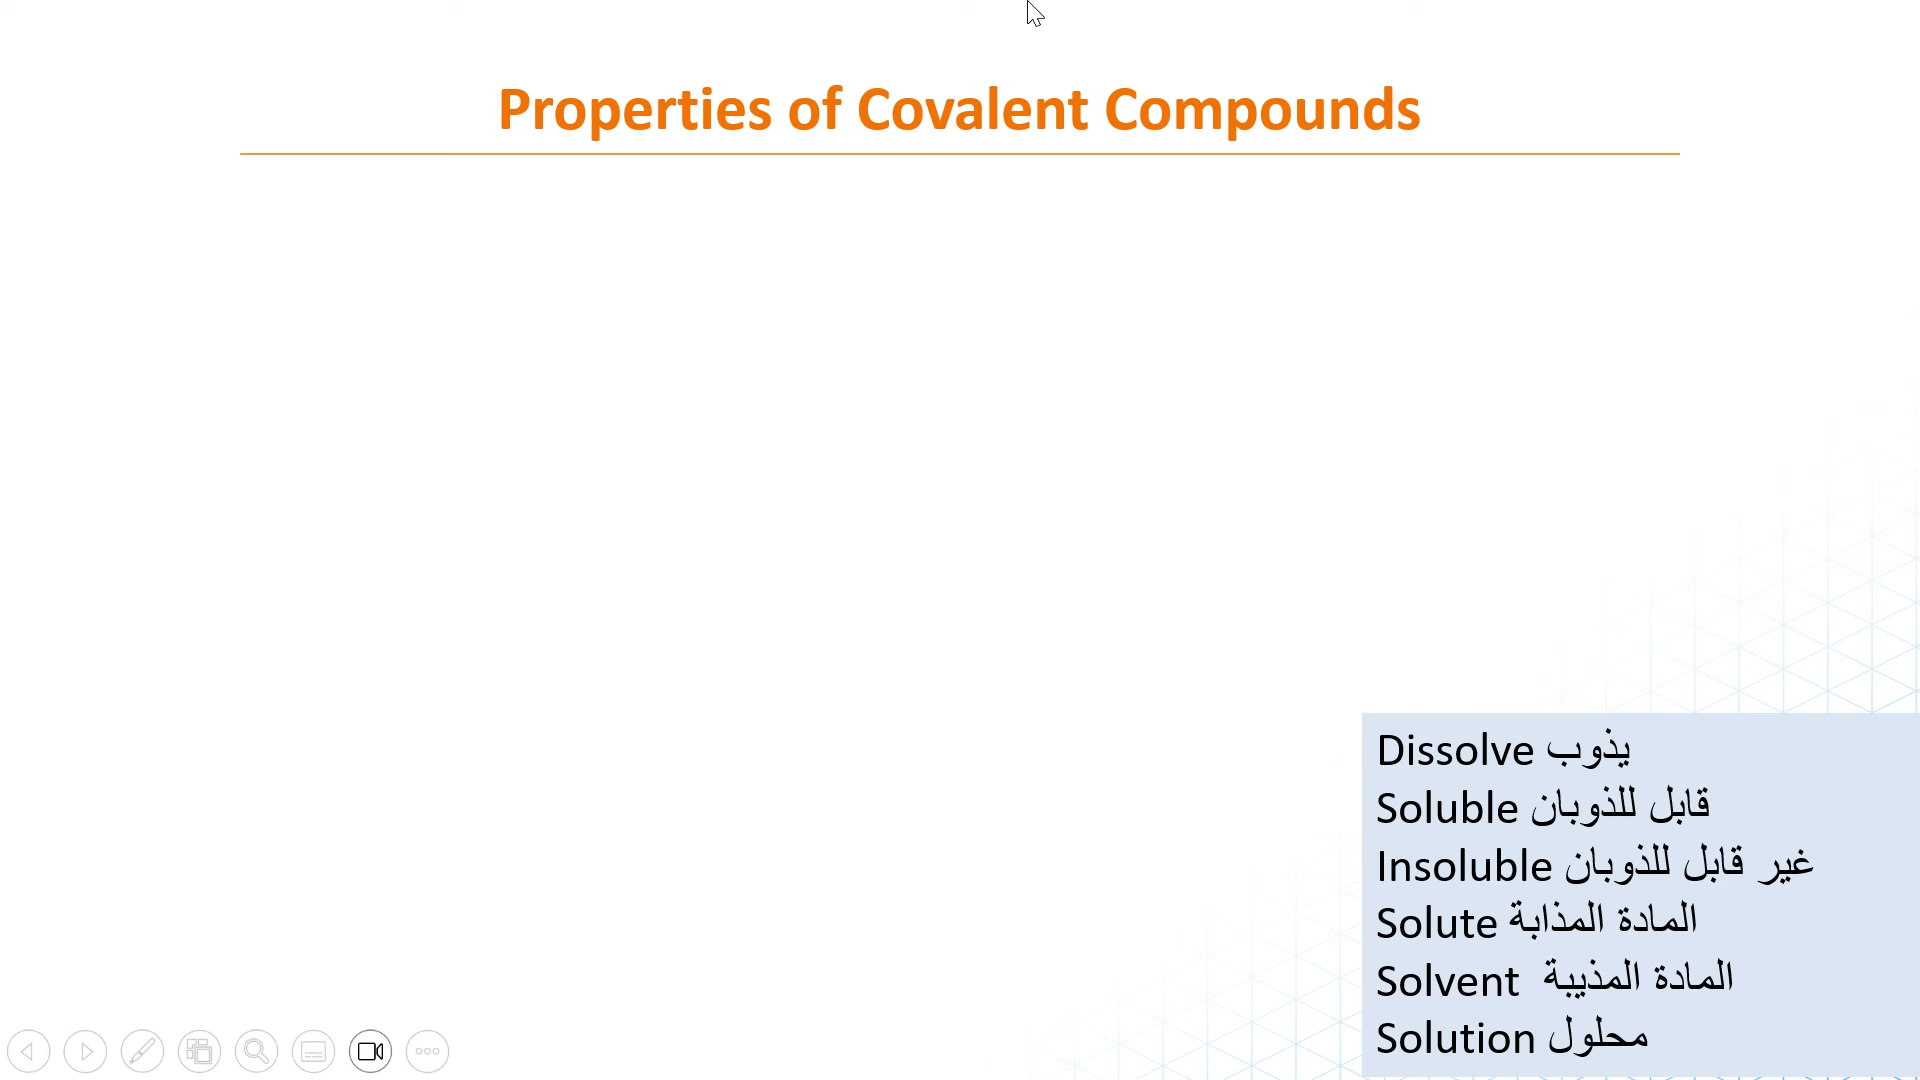 Properties of Covalent Compounds
Dissolve يذوب
Soluble قابل للذوبان
Insoluble غير قابل للذوبان
Solute المادة المذابة
Solvent المادة المذيبة
Solution محلول